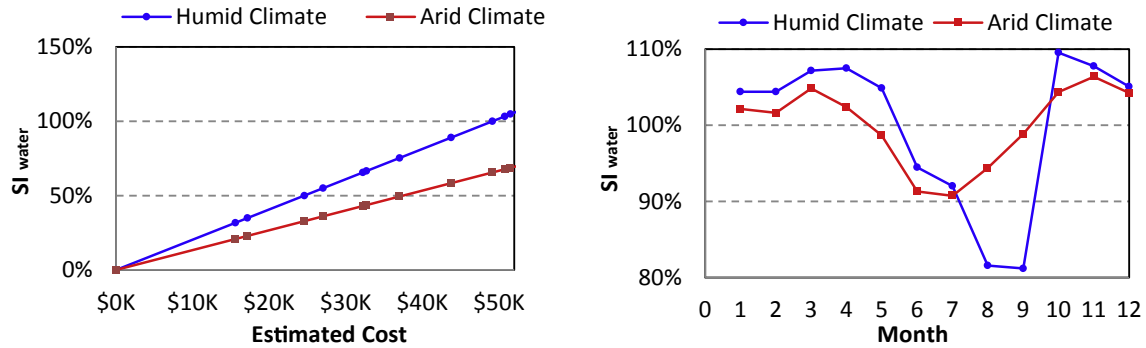 Humid Climate Arid Climate
150%
100%
50%
0%
SI water
$0K $10K $20K $30K $40K $50K
Estimated Cost
Humid Climate Arid Climate
110%
100%
90%
80%
SI water
0 1 2 3 4 5 6 7 8 9 10 11 12
Month